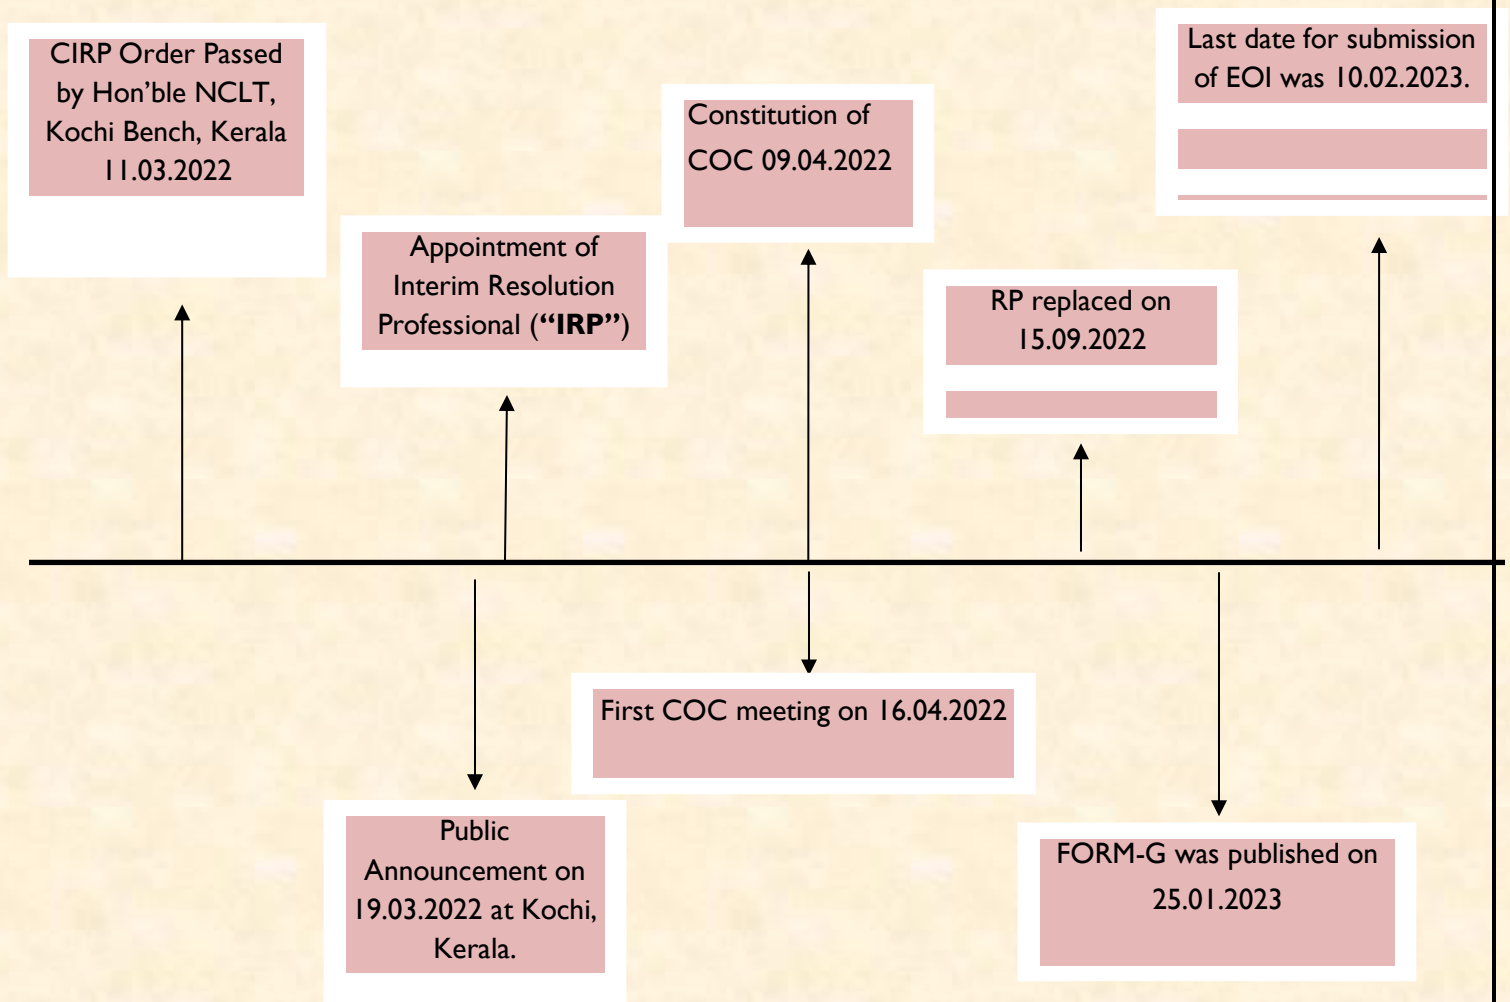 CIRP Order Passed
by Hon’ble NCLT,
Kochi Bench, Kerala
11.03.2022
Appointment of
Interim Resolution
Professional (“IRP”)
Constitution of
COC 09.04.2022
RP replaced on
15.09.2022
Last date for submission
of EOI was 10.02.2023.
Public
Announcement on
19.03.2022 at Kochi,
Kerala.
First COC meeting on 16.04.2022
FORM-G was published on
25.01.2023